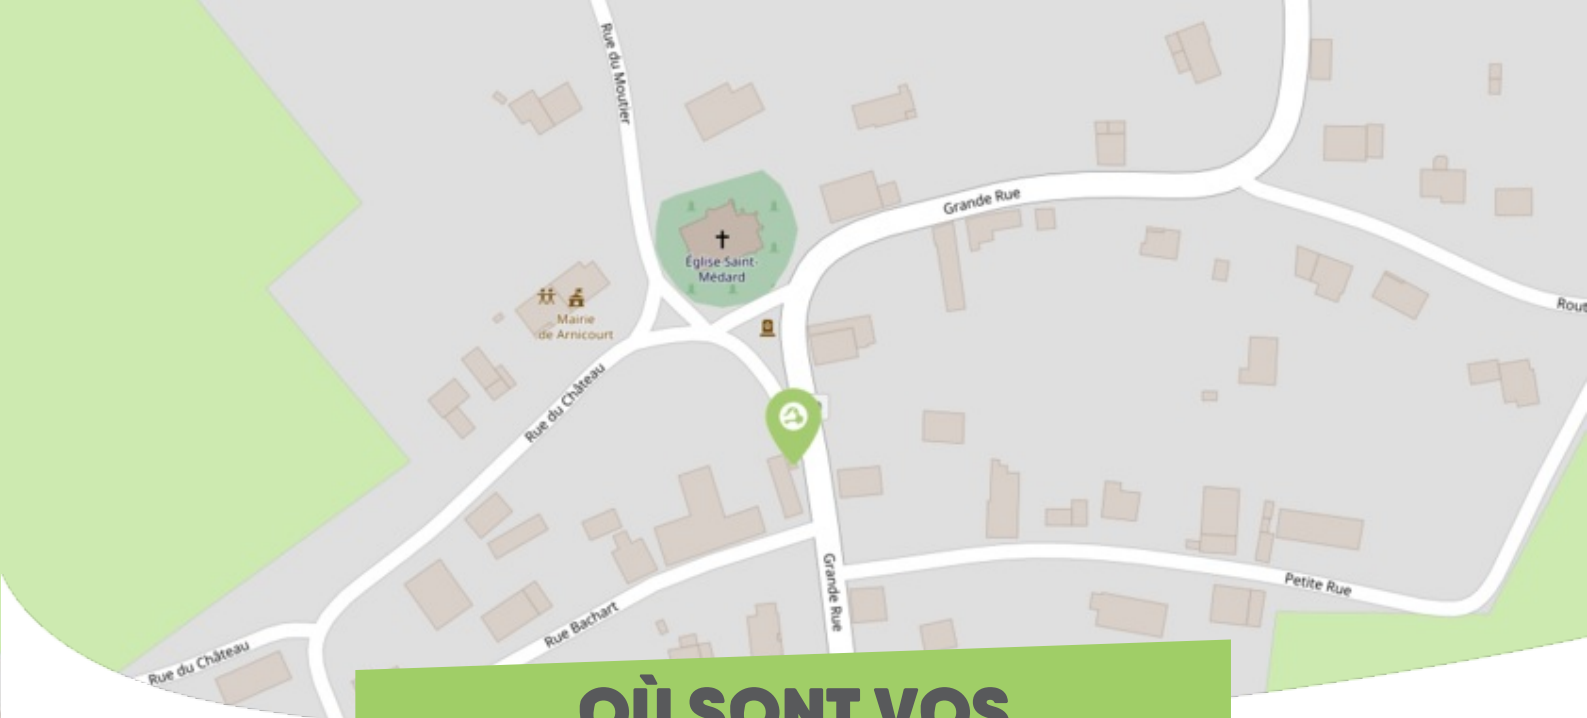 Rue du Moutier
Grande Rue
Église Saint-
Médard
Mairie
de Arnicourt
Rout
Rue du Château
Grande Rue
Petite Rue
Rue Bachart
Rue du Château
OÙ SONT VOS